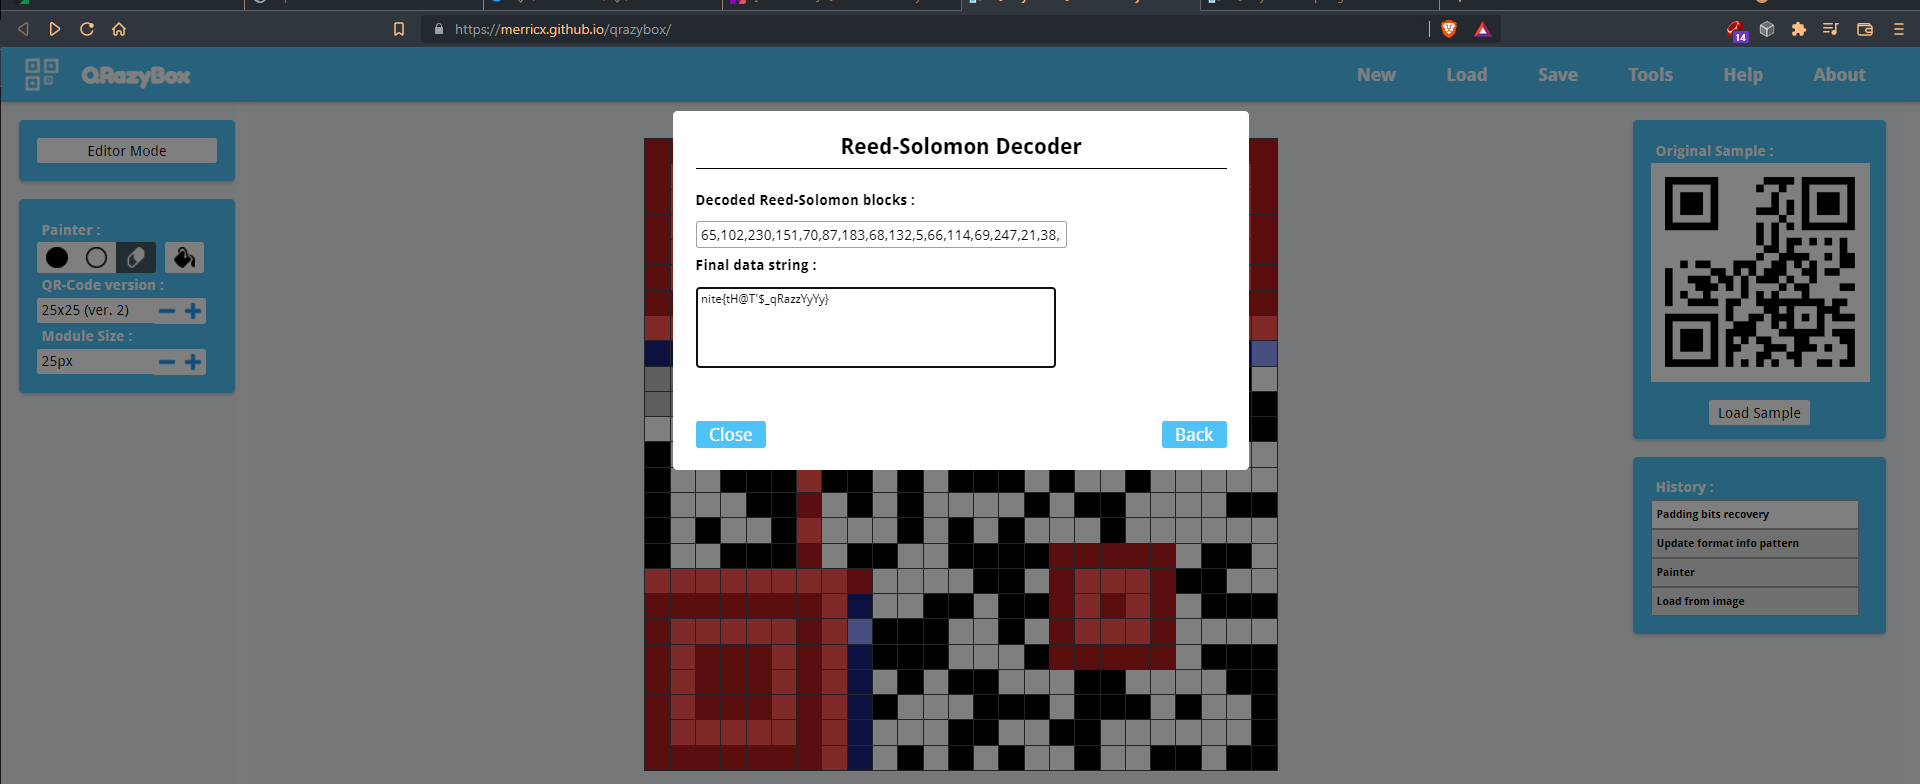 https://merricx.github.io/qrazybox/
14
QRazyBox
New
Load
Save
Tools
Help
About
Editor Mode
Painter :
QR-Code version :
25x25 (ver. 2)
Module Size :
25px
Reed-Solomon Decoder
Decoded Reed-Solomon blocks :
65,102,230,151,70,87,183,68,132,5,66,114,69,247,21,38,
Final data string :
nite{tH@T'$_qRazzYyYy}
Close
Back
Original Sample :
Load Sample
History :
Padding bits recovery
Update format info pattern
Painter
Load from image